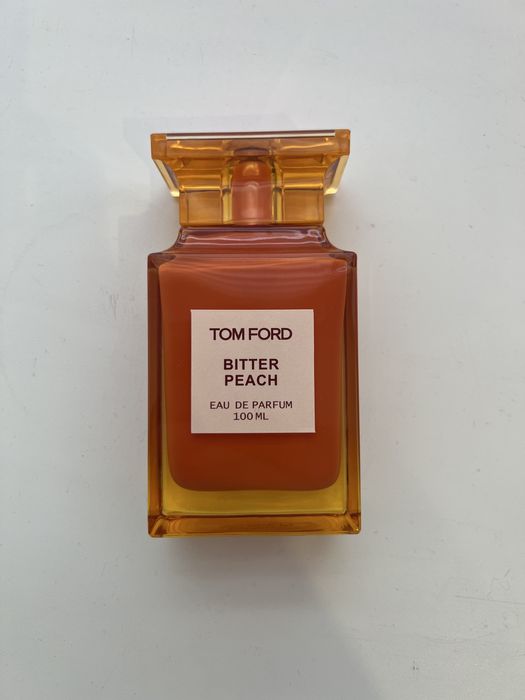 TOM FORD
BITTER
PEACH
EAU DE PARFUM
100 ML